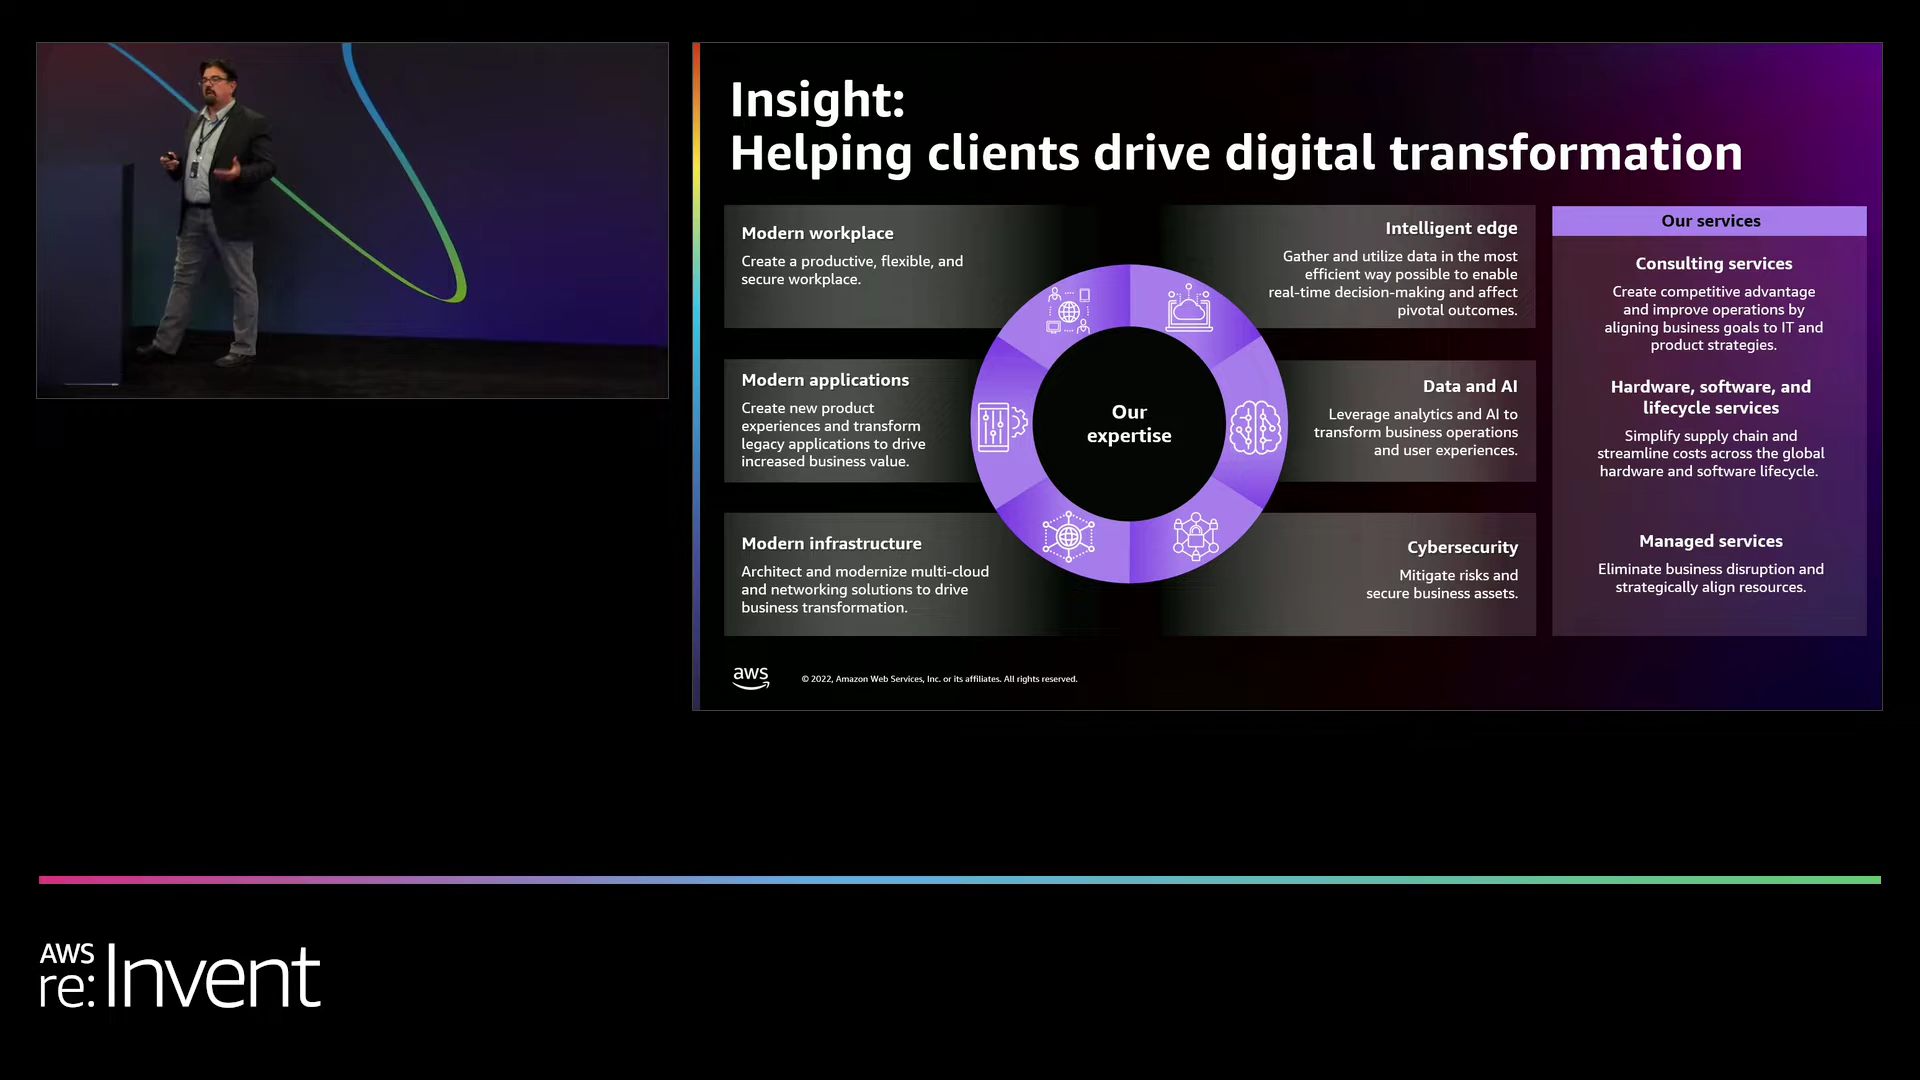 Insight:
Helping clients drive digital transformation
Modern workplace
Create a productive, flexible, and
secure workplace.
Modern applications
Create new product
experiences and transform
legacy applications to drive
increased business value.
Modern infrastructure
Architect and modernize multi-cloud
and networking solutions to drive
business transformation.
Our
expertise
Intelligent edge
Gather and utilize data in the most
efficient way possible to enable
real-time decision-making and affect
pivotal outcomes.
Data and AI
Leverage analytics and AI to
transform business operations
and user experiences.
Cybersecurity
Mitigate risks and
secure business assets.
Our services
Consulting services
Create competitive advantage
and improve operations by
aligning business goals to IT and
product strategies.
Hardware, software, and
lifecycle services
Simplify supply chain and
streamline costs across the global
hardware and software lifecycle.
Managed services
Eliminate business disruption and
strategically align resources.
aws
© 2022, Amazon Web Services, Inc. or its affiliates. All rights reserved.
AWS
re:Invent